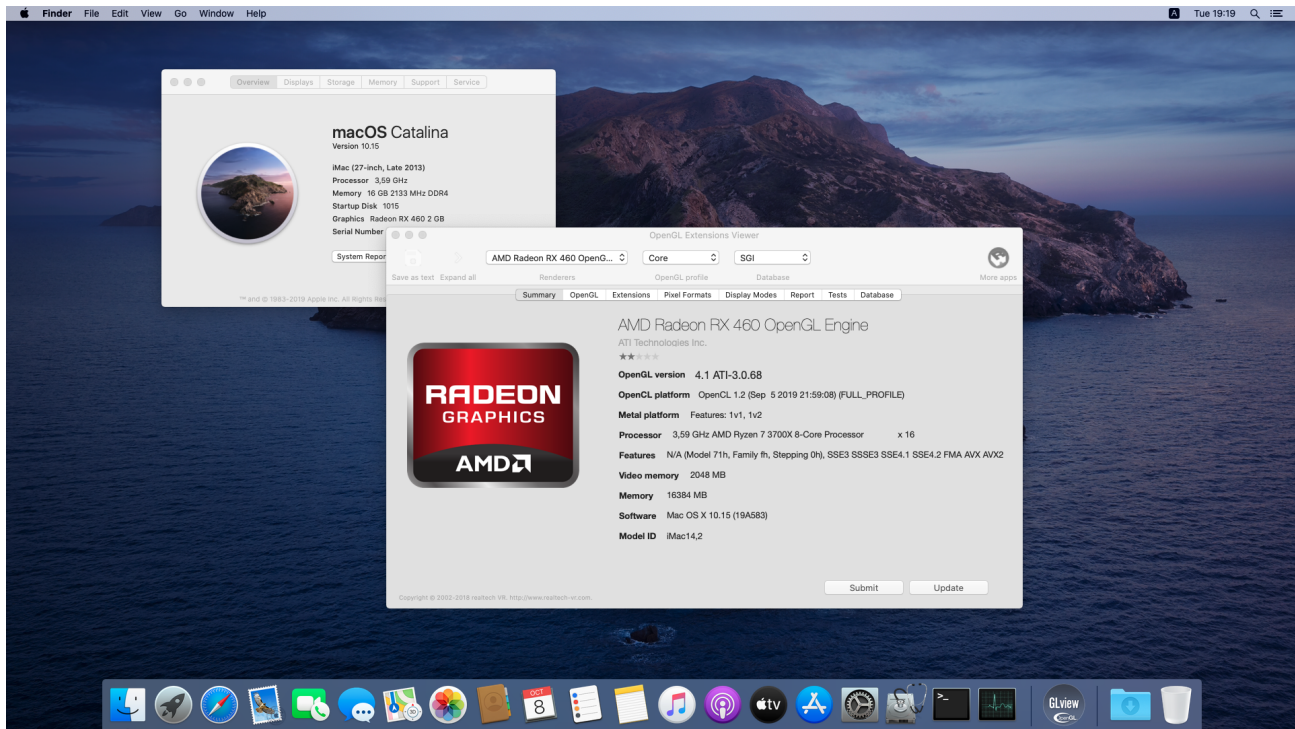 Finder File Edit View Go Window Help
A Tue 19:19
Overview Displays Storage Memory Support Service
macOS Catalina
Version 10.15
iMac (27-inch, Late 2013)
Processor 3,59 GHz
Memory 16 GB 2133 MHz DDR4
Startup Disk 1015
Graphics Radeon RX 460 2 GB
Serial Number
System Repor
™ and © 1983-2019 Apple Inc. All Rights Res
OpenGL Extensions Viewer
AMD Radeon RX 460 OpenG... Core SGI
Save as text Expand all Renderers OpenGL profile Database More apps
Summary OpenGL Extensions Pixel Formats Display Modes Report Tests Database
AMD Radeon RX 460 OpenGL Engine
ATI Technologies Inc.
RADEON
GRAPHICS
AMD
OpenGL version 4.1 ATI-3.0.68
OpenCL platform OpenCL 1.2 (Sep 5 2019 21:59:08) (FULL_PROFILE)
Metal platform Features: 1v1, 1v2
Processor 3,59 GHz AMD Ryzen 7 3700X 8-Core Processor x 16
Features N/A (Model 71h, Family fh, Stepping 0h), SSE3 SSSE3 SSE4.1 SSE4.2 FMA AVX AVX2
Video memory 2048 MB
Memory 16384 MB
Software Mac OS X 10.15 (19A583)
Model ID iMac14,2
Submit Update
Copyright © 2002-2018 realtech VR, http://www.realtech-vr.com.
OCT
8
tv
>_
GLview
OpenGL